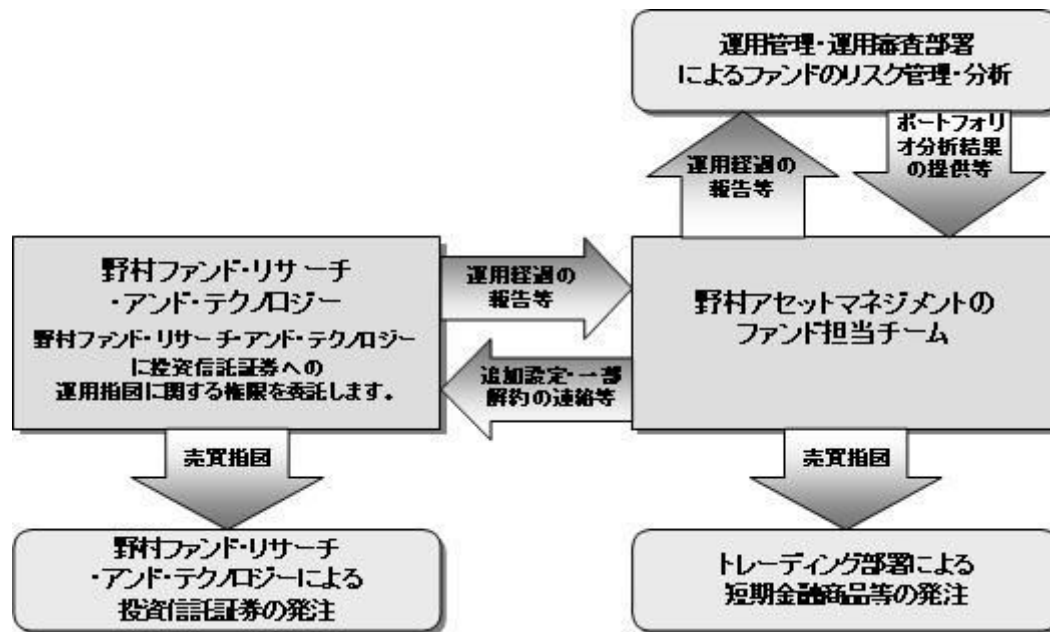 運用管理・運用審査部署
によるファンドのリスク管理・分析
運用経過の
報告等
ポートフォリ
オ分析結果
の提供等
野村ファンド・リサーチ
・アンド・テクノロジー
野村ファンド・リサーチ・アンド・テクノロジー
に投資信託証券への
運用指図に関する権限を委託します。
運用経過の
報告等
追加設定・一部
解約の連絡等
野村アセットマネジメントの
ファンド担当チーム
売買指図
売買指図
野村ファンド・リサーチ
・アンド・テクノロジーによる
投資信託証券の発注
トレーディング部署による
短期金融商品等の発注